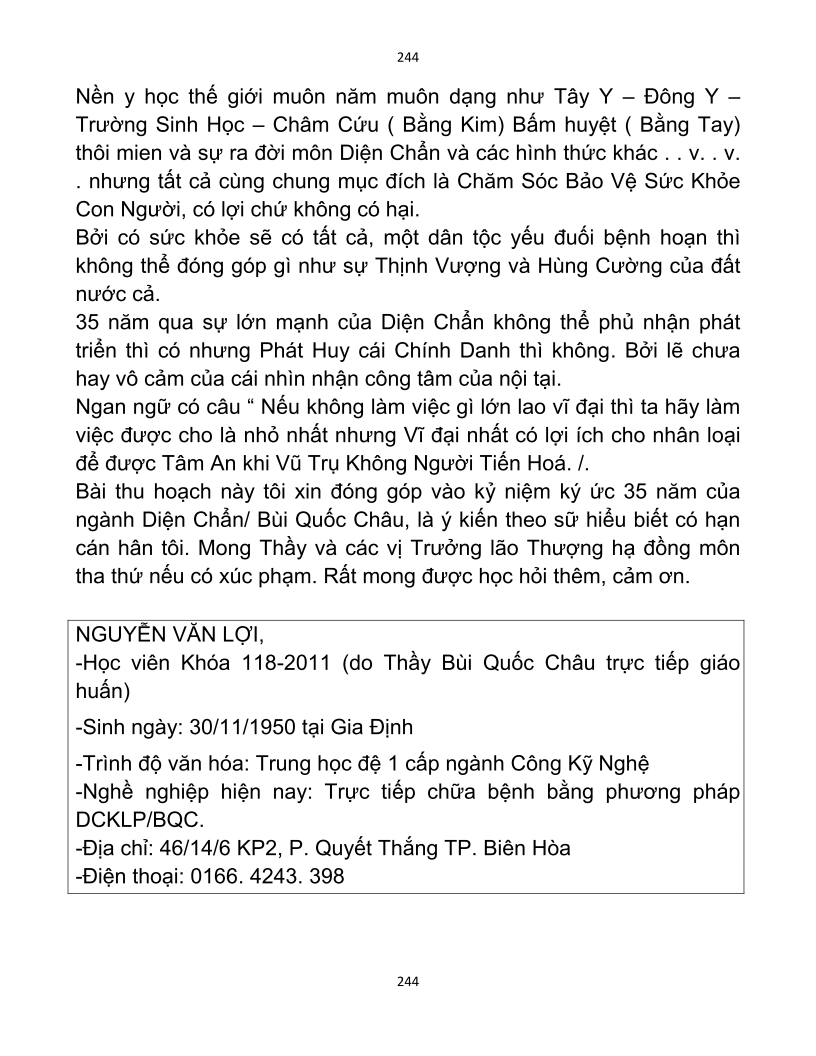 244
Nền y học thế giới muôn năm muôn dạng như Tây Y – Đông Y –
Trường Sinh Học – Châm Cứu ( Bằng Kim) Bấm huyệt ( Bằng Tay)
thôi mien và sự ra đời môn Diện Chẩn và các hình thức khác . . v. . v.
. nhưng tất cả cùng chung mục đích là Chăm Sóc Bảo Vệ Sức Khỏe
Con Người, có lợi chứ không có hại.
Bởi có sức khỏe sẽ có tất cả, một dân tộc yếu đuối bệnh hoạn thì
không thể đóng góp gì như sự Thịnh Vượng và Hùng Cường của đất
nước cả.
35 năm qua sự lớn mạnh của Diện Chẩn không thể phủ nhận phát
triển thì có nhưng Phát Huy cái Chính Danh thì không. Bởi lẽ chưa
hay vô cảm của cái nhìn nhận công tâm của nội tại.
Ngan ngữ có câu “ Nếu không làm việc gì lớn lao vĩ đại thì ta hãy làm
việc được cho là nhỏ nhất nhưng Vĩ đại nhất có lợi ích cho nhân loại
để được Tâm An khi Vũ Trụ Không Người Tiến Hoá. /.
Bài thu hoạch này tôi xin đóng góp vào kỷ niệm ký ức 35 năm của
ngành Diện Chẩn/ Bùi Quốc Châu, là ý kiến theo sữ hiểu biết có hạn
cán hân tôi. Mong Thầy và các vị Trưởng lão Thượng hạ đồng môn
tha thứ nếu có xúc phạm. Rất mong được học hỏi thêm, cảm ơn.
NGUYỄN VĂN LỢI,
-Học viên Khóa 118-2011 (do Thầy Bùi Quốc Châu trực tiếp giáo
huấn)
-Sinh ngày: 30/11/1950 tại Gia Định
-Trình độ văn hóa: Trung học đệ 1 cấp ngành Công Kỹ Nghệ
-Nghề nghiệp hiện nay: Trực tiếp chữa bệnh bằng phương pháp
DCKLP/BQC.
-Địa chỉ: 46/14/6 KP2, P. Quyết Thắng TP. Biên Hòa
-Điện thoại: 0166. 4243. 398
244